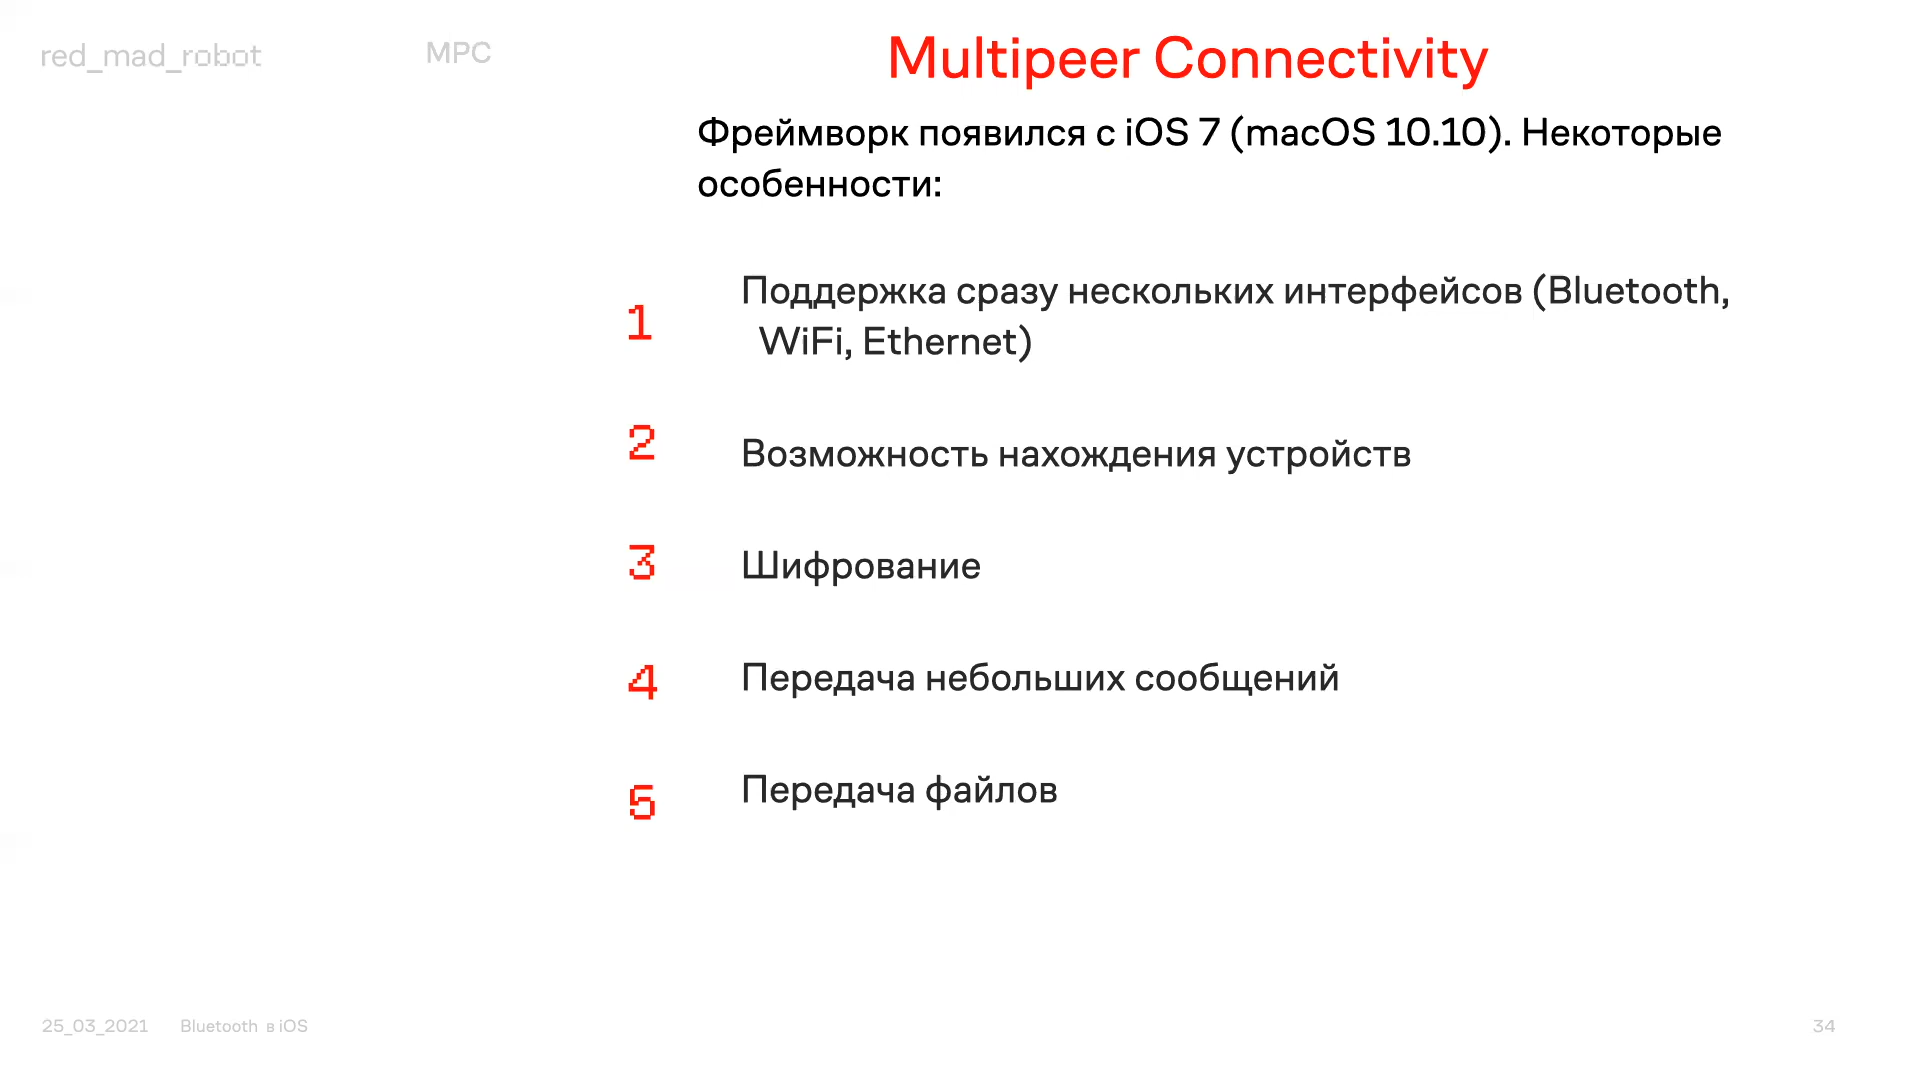 red_mad_robot
MPC
Multipeer Connectivity
Фреймворк появился с iOS 7 (macOS 10.10). Некоторые
особенности:
1
Поддержка сразу нескольких интерфейсов (Bluetooth,
WiFi, Ethernet)
2
Возможность нахождения устройств
3
Шифрование
4
Передача небольших сообщений
5
Передача файлов
25_03_2021
Bluetooth в iOS
34